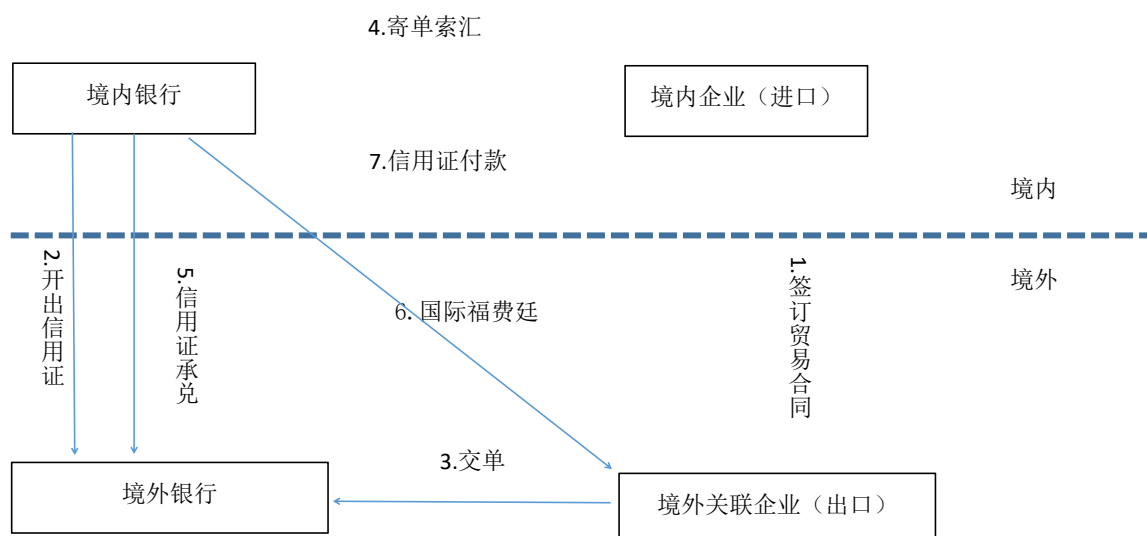 4.寄单索汇
境内银行
境内企业（进口）
7.信用证付款
境内
2.开出信用证
5.信用证承兑
1.签订贸易合同
境外
6.国际福费廷
3.交单
境外银行
境外关联企业（出口）